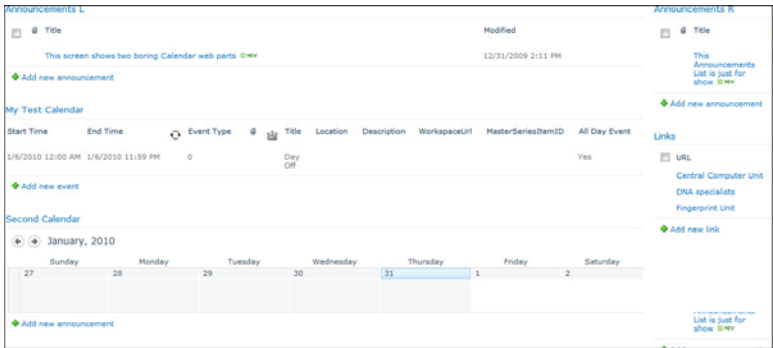 Announcements L
Title Modified
This screen shows two boring Calendar web parts NEW 12/31/2009 2:11 PM
Add new announcement
My Test Calendar
Start Time End Time Event Type Title Location Description WorkspaceUrl MasterSeriesItemID All Day Event
1/6/2010 12:00 AM 1/6/2010 11:59 PM 0 Day Yes
Off
Add new event
Second Calendar
January, 2010
Sunday Monday Tuesday Wednesday Thursday Friday Saturday
27 28 29 30 31 1 2
Add new announcement
Announcements R
Title
This
Announcements
List is just for
show NEW
Add new announcement
Links
URL
Central Computer Unit
DNA specialists
Fingerprint Unit
Add new link
List is just for
show NEW